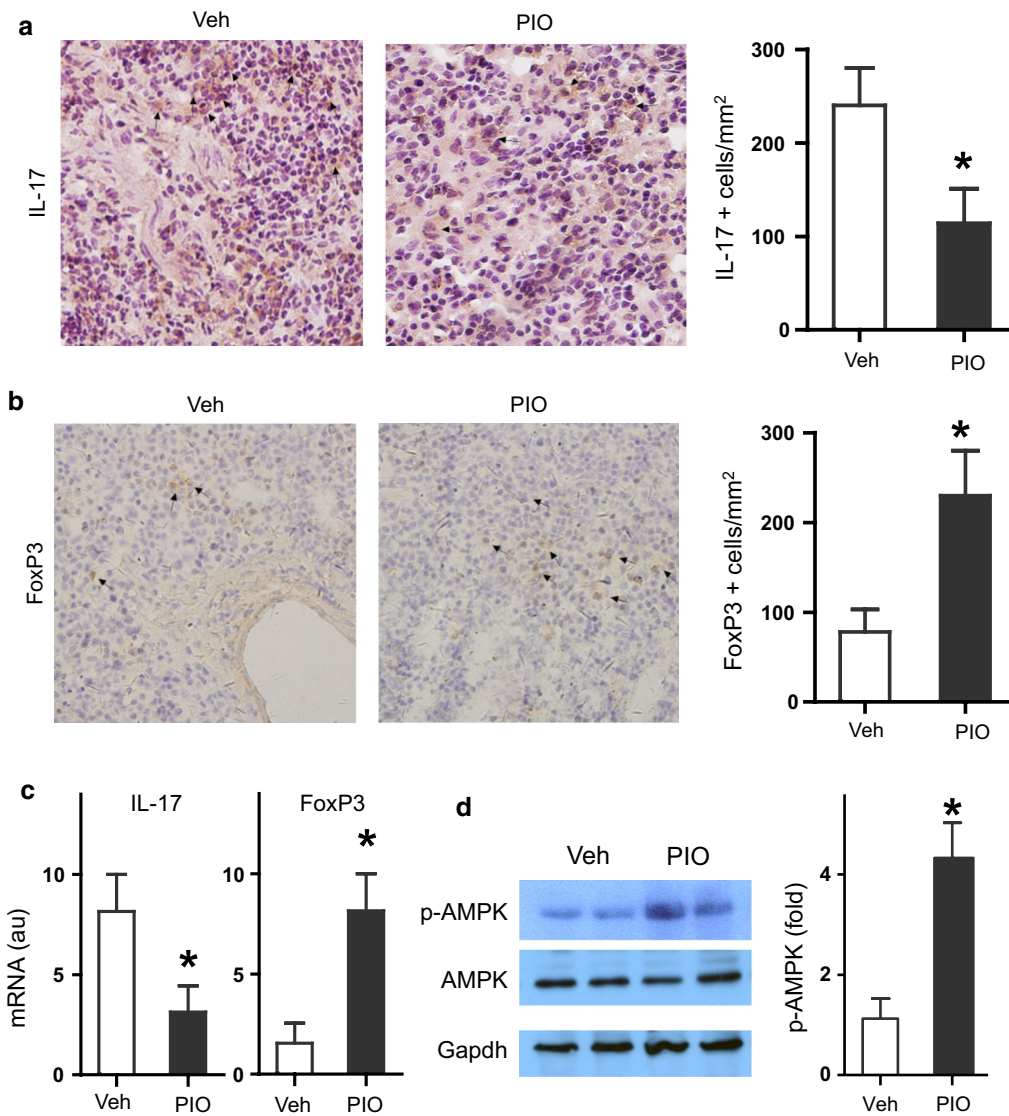 a
Veh
PIO
IL-17
IL-17 + cells/mm²
300
200
100
0
*
Veh
PIO
b
Veh
PIO
FoxP3
FoxP3 + cells/mm²
300
200
100
0
*
Veh
PIO
c
IL-17
FoxP3
mRNA (au)
10
5
0
*
Veh
PIO
10
5
0
*
Veh
PIO
d
Veh
PIO
p-AMPK
AMPK
Gapdh
p-AMPK (fold)
4
2
0
*
Veh
PIO